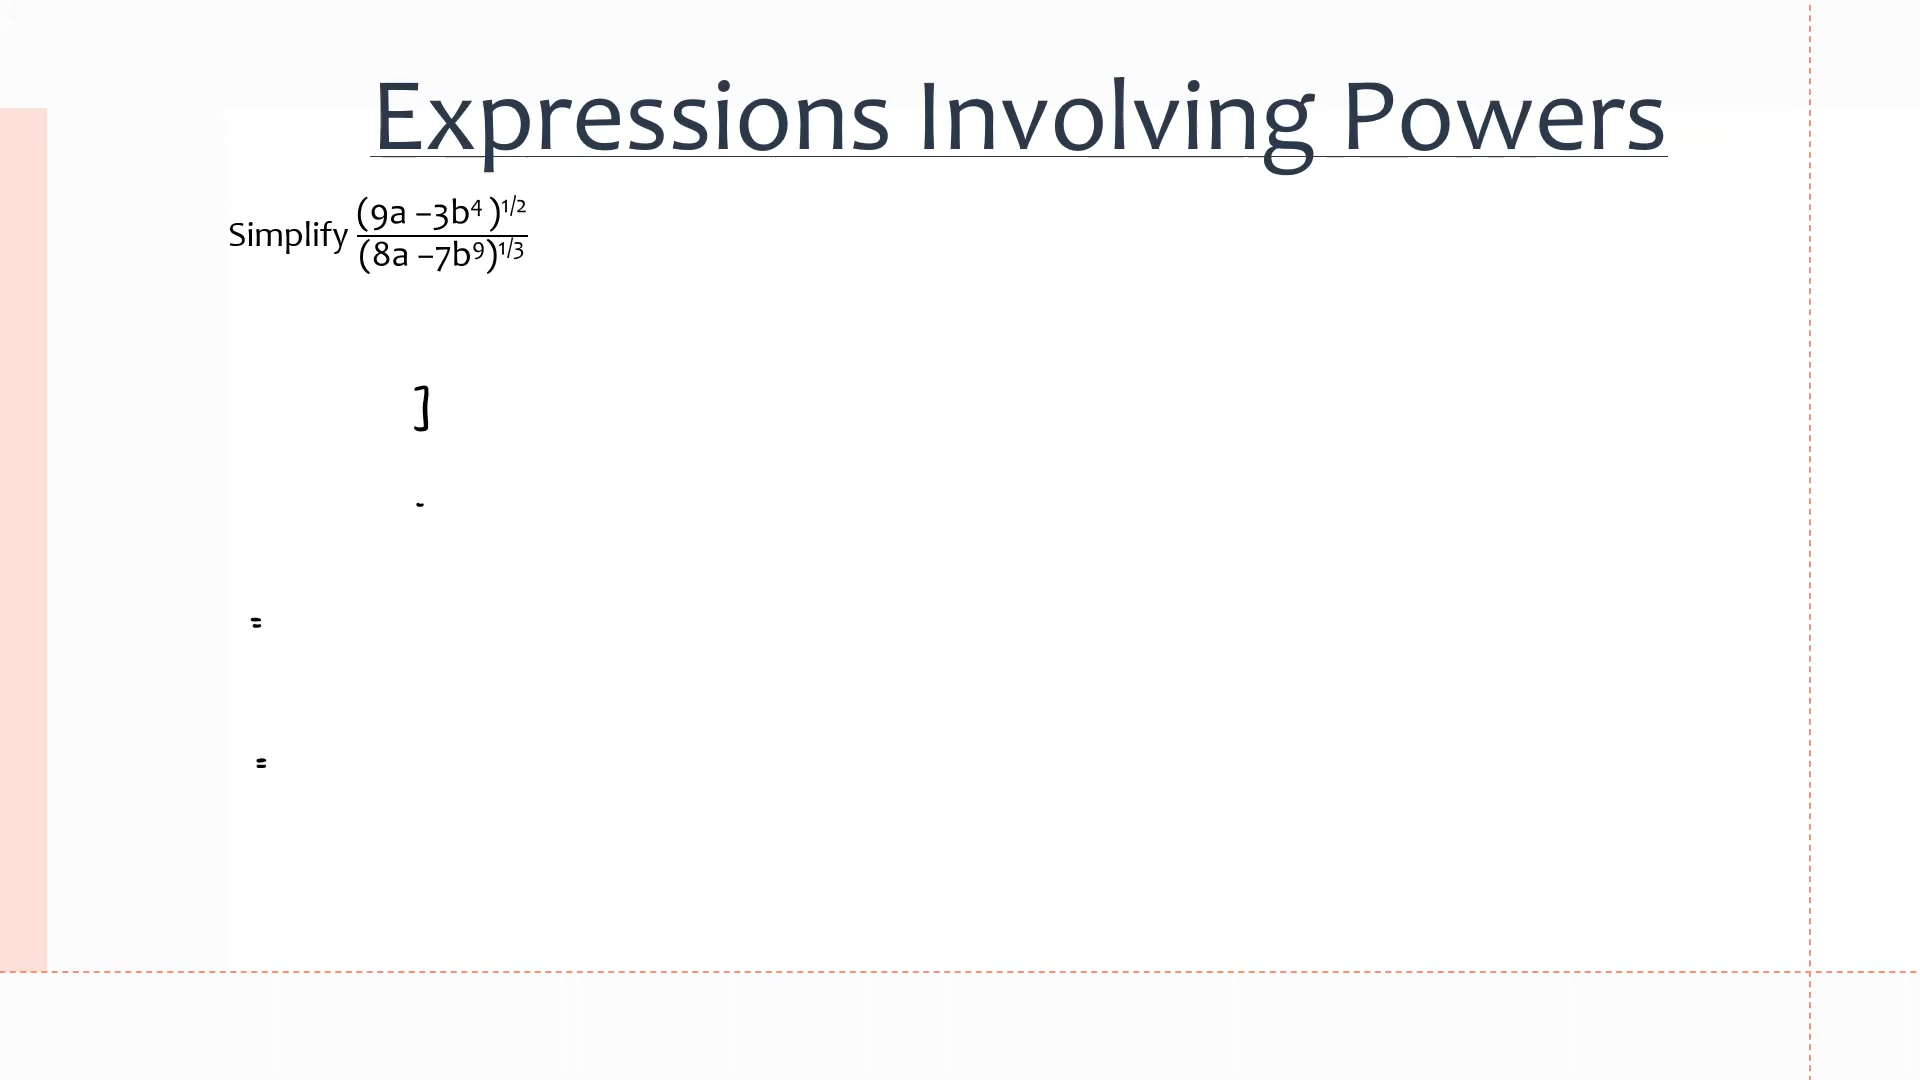 Expressions Involving Powers
Simplify (9a –3b⁴ )¹/² / (8a –7b⁹)¹/³
]
-
=
=